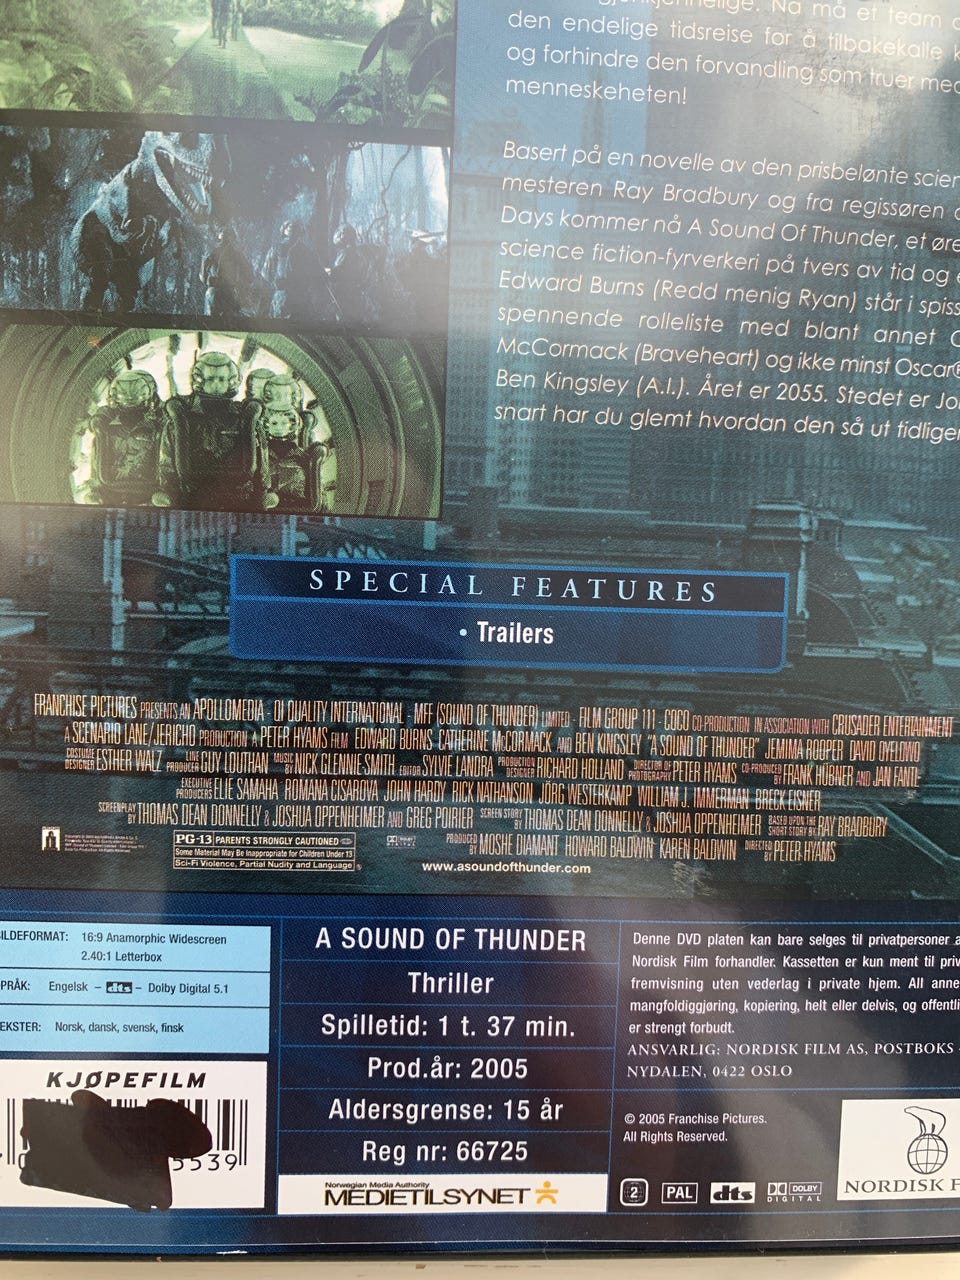 Nå må et team
den endelige tidsreise for å tilbakekalle
og forhindre den forvandling som truer
menneskeheten!
Basert på en novelle av den prisbelønte
mesteren Ray Bradbury og fra regissøren
Days kommer nå A Sound Of Thunder, et
science fiction-fyrverkeri på tvers av tid og
Edward Burns (Redd menig Ryan) står i
spennende rolleliste med blant annet
McCormack (Braveheart) og ikke minst Oscar®
Ben Kingsley (A.I.). Året er 2055. Stedet er
snart har du glemt hvordan den så ut
SPECIAL FEATURES
• Trailers
FRANCHISE PICTURES PRESENTS AN APOLLOMEDIA - QI QUALITY INTERNATIONAL - MFF (SOUND OF THUNDER) LIMITED - FILM GROUP 111 - COCO CO-PRODUCTION IN ASSOCIATION WITH CRUSADER ENTERTAINMENT
A SCENARIO LANE/JERICHO PRODUCTION A PETER HYAMS FILM EDWARD BURNS CATHERINE McCORMACK AND BEN KINGSLEY "A SOUND OF THUNDER" JEMIMA ROOPER DAVID OYELOWO
COSTUME DESIGNER ESTHER WALZ LINE PRODUCER GUY LOUTHAN MUSIC BY NICK GLENNIE-SMITH EDITOR SYLVIE LANDRA PRODUCTION DESIGNER RICHARD HOLLAND DIRECTOR OF PHOTOGRAPHY PETER HYAMS CO-PRODUCED BY FRANK HÜBNER AND JAN FANTL
EXECUTIVE PRODUCERS ELIE SAMAHA ROMANA CISAROVA JOHN HARDY RICK NATHANSON JÖRG WESTERKAMP WILLIAM J. IMMERMAN BRECK EISNER
SCREENPLAY BY THOMAS DEAN DONNELLY & JOSHUA OPPENHEIMER AND GREG POIRIER SCREEN STORY BY THOMAS DEAN DONNELLY & JOSHUA OPPENHEIMER BASED UPON THE SHORT STORY BY RAY BRADBURY
PRODUCED BY MOSHE DIAMANT HOWARD BALDWIN KAREN BALDWIN DIRECTED BY PETER HYAMS
PG-13 PARENTS STRONGLY CAUTIONED
Some Material May Be Inappropriate for Children Under 13
Sci-Fi Violence, Partial Nudity and Language
www.asoundofthunder.com
16:9 Anamorphic Widescreen
2.40:1 Letterbox
Engelsk – dts – Dolby Digital 5.1
Norsk, dansk, svensk, finsk
KJØPEFILM
5539
A SOUND OF THUNDER
Thriller
Spilletid: 1 t. 37 min.
Prod.år: 2005
Aldersgrense: 15 år
Reg nr: 66725
Norwegian Media Authority
MEDIETILSYNET
Denne DVD platen kan bare selges til privatpersoner
Nordisk Film forhandler. Kassetten er kun ment til
fremvisning uten vederlag i private hjem. All
mangfoldiggjøring, kopiering, helt eller delvis, og
er strengt forbudt.
ANSVARLIG: NORDISK FILM AS, POSTBOKS
NYDALEN, 0422 OSLO
© 2005 Franchise Pictures.
All Rights Reserved.
2 PAL dts DOLBY DIGITAL
NORDISK